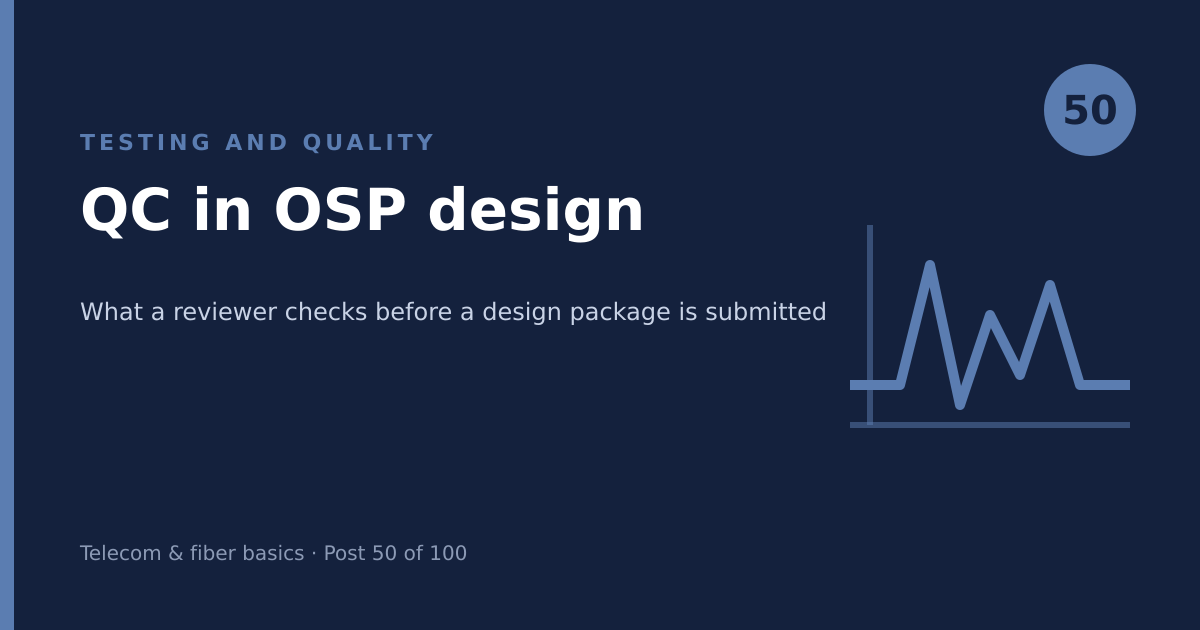 50
TESTING AND QUALITY
QC in OSP design
What a reviewer checks before a design package is submitted
Telecom & fiber basics · Post 50 of 100